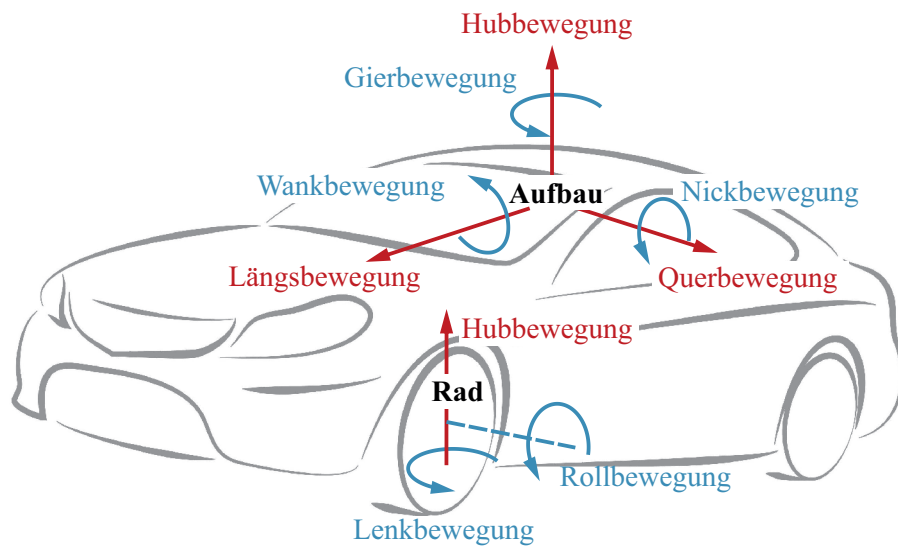 Hubbewegung
Gierbewegung
Wankbewegung
Aufbau
Nickbewegung
Längsbewegung
Querbewegung
Hubbewegung
Rad
Rollbewegung
Lenkbewegung